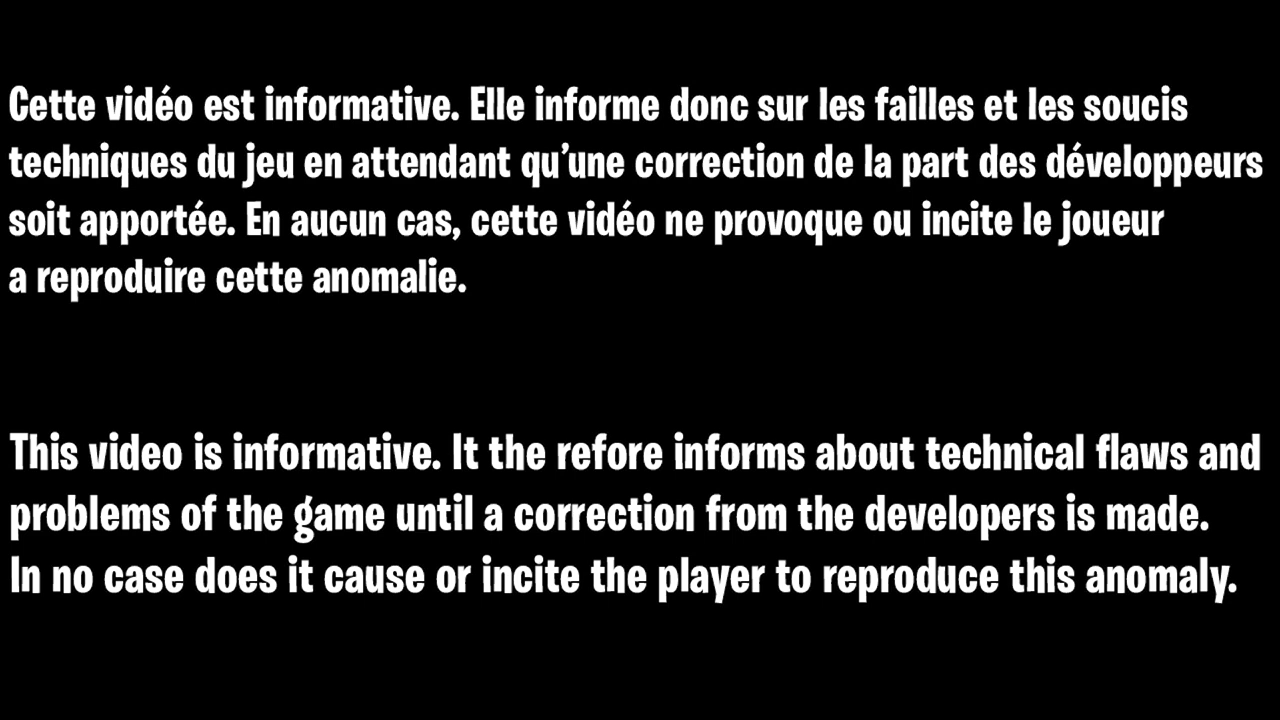 Cette vidéo est informative. Elle informe donc sur les failles et les soucis
techniques du jeu en attendant qu'une correction de la part des développeurs
soit apportée. En aucun cas, cette vidéo ne provoque ou incite le joueur
a reproduire cette anomalie.
This video is informative. It the refore informs about technical flaws and
problems of the game until a correction from the developers is made.
In no case does it cause or incite the player to reproduce this anomaly.